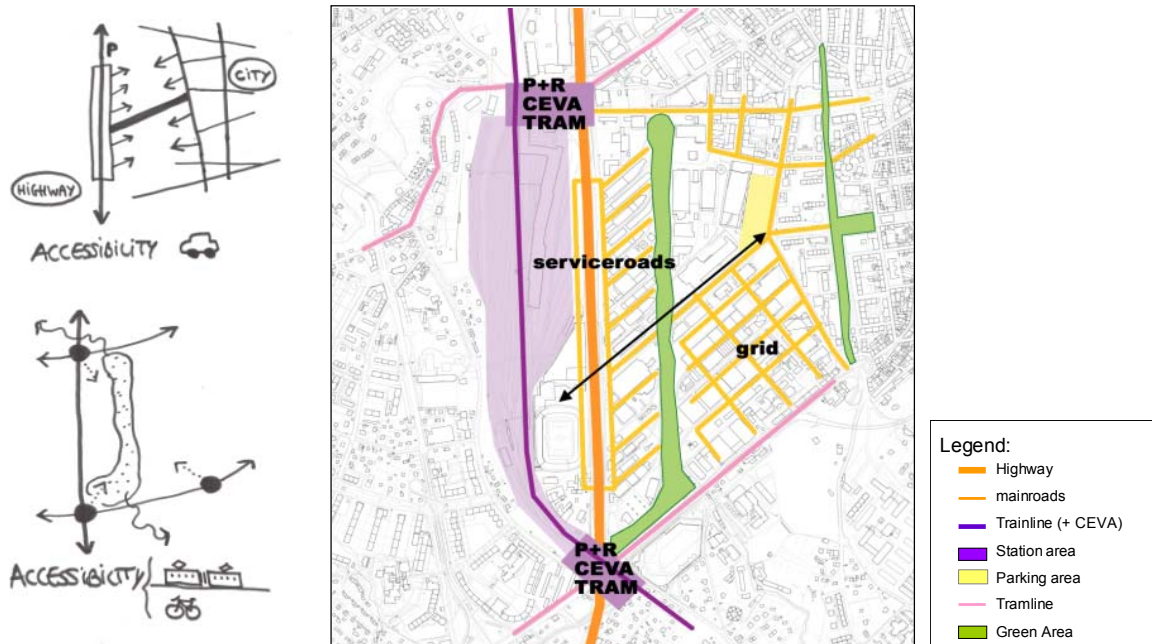 P
CITY
HIGHWAY
ACCESSIBILITY
ACCESSIBICITY
P+R
CEVA
TRAM
serviceroads
grid
P+R
CEVA
TRAM
Legend:
Highway
mainroads
Trainline (+ CEVA)
Station area
Parking area
Tramline
Green Area